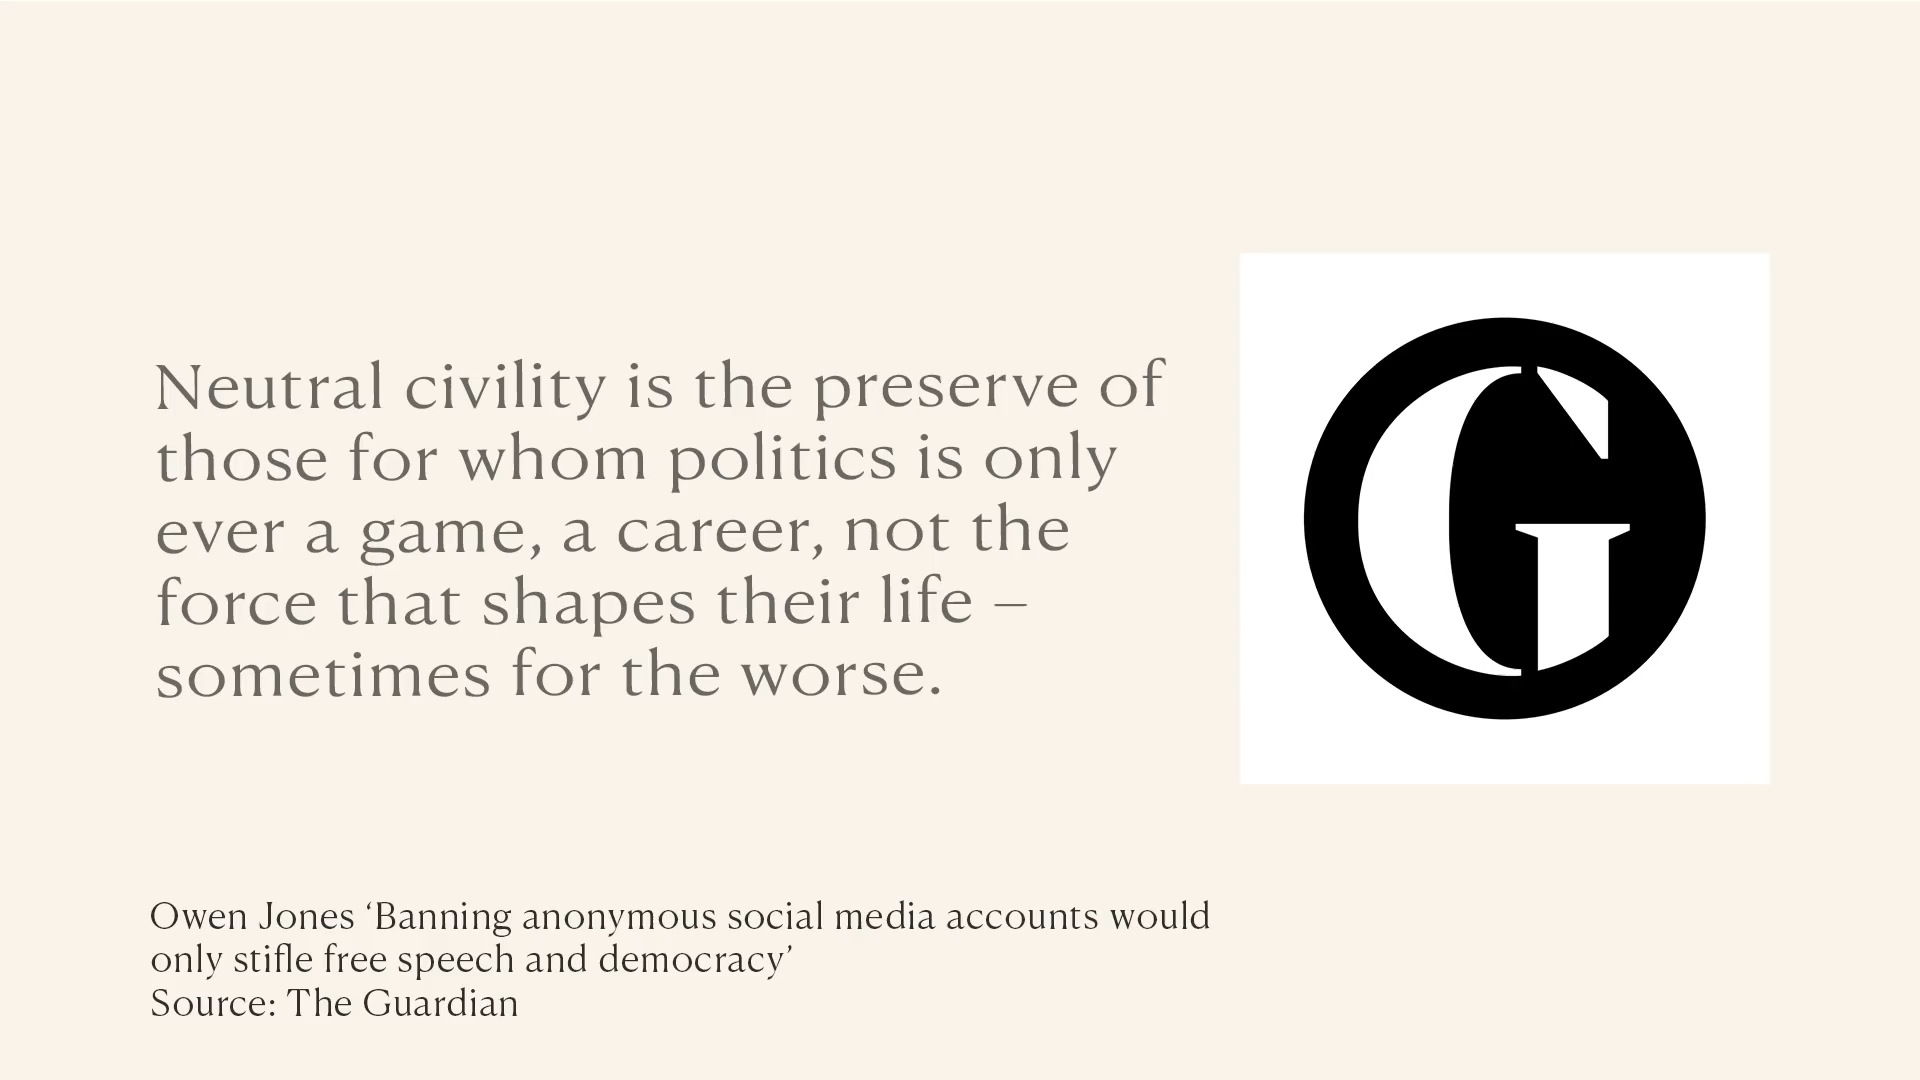 Neutral civility is the preserve of
those for whom politics is only
ever a game, a career, not the
force that shapes their life –
sometimes for the worse.
G
Owen Jones ‘Banning anonymous social media accounts would
only stifle free speech and democracy’
Source: The Guardian